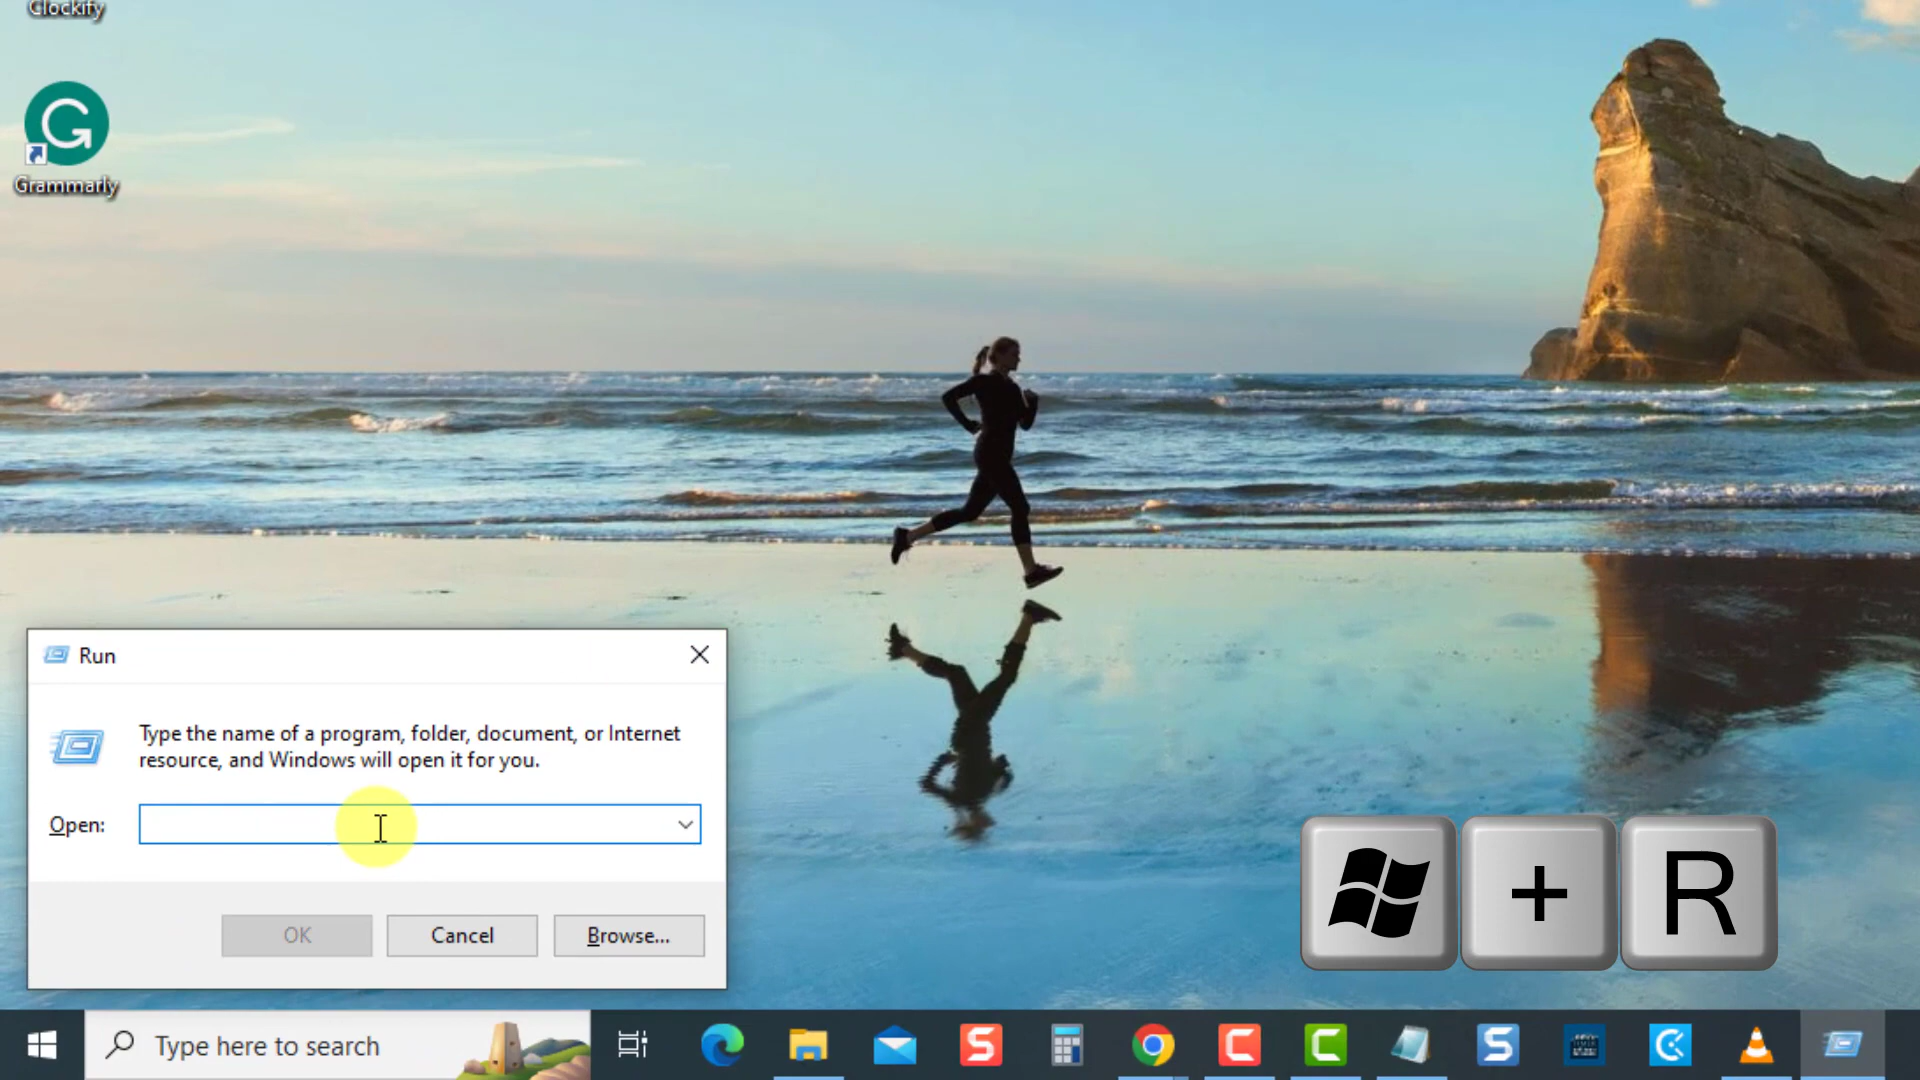 Clockify
Grammarly
Run
Type the name of a program, folder, document, or Internet
resource, and Windows will open it for you.
Open:
OK
Cancel
Browse...
+
R
Type here to search